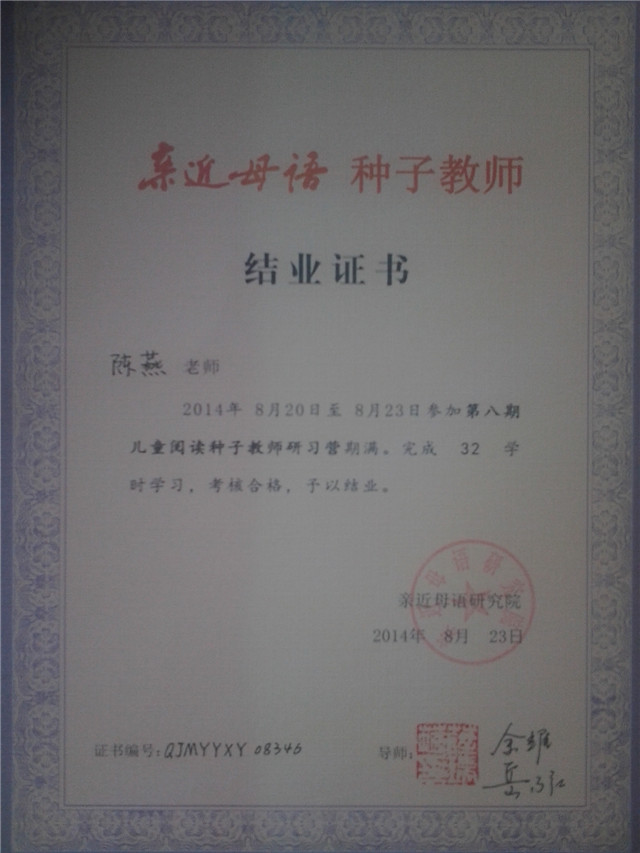 亲近母语 种子教师
结业证书
陈燕 老师
2014年 8月20日至 8月23日参加第八期
儿童阅读种子教师研习营期满。完成 32 学
时学习，考核合格，予以结业。
亲近母语研究院
2014年 8月 23日
证书编号：QJMYYXY 08346
导师：